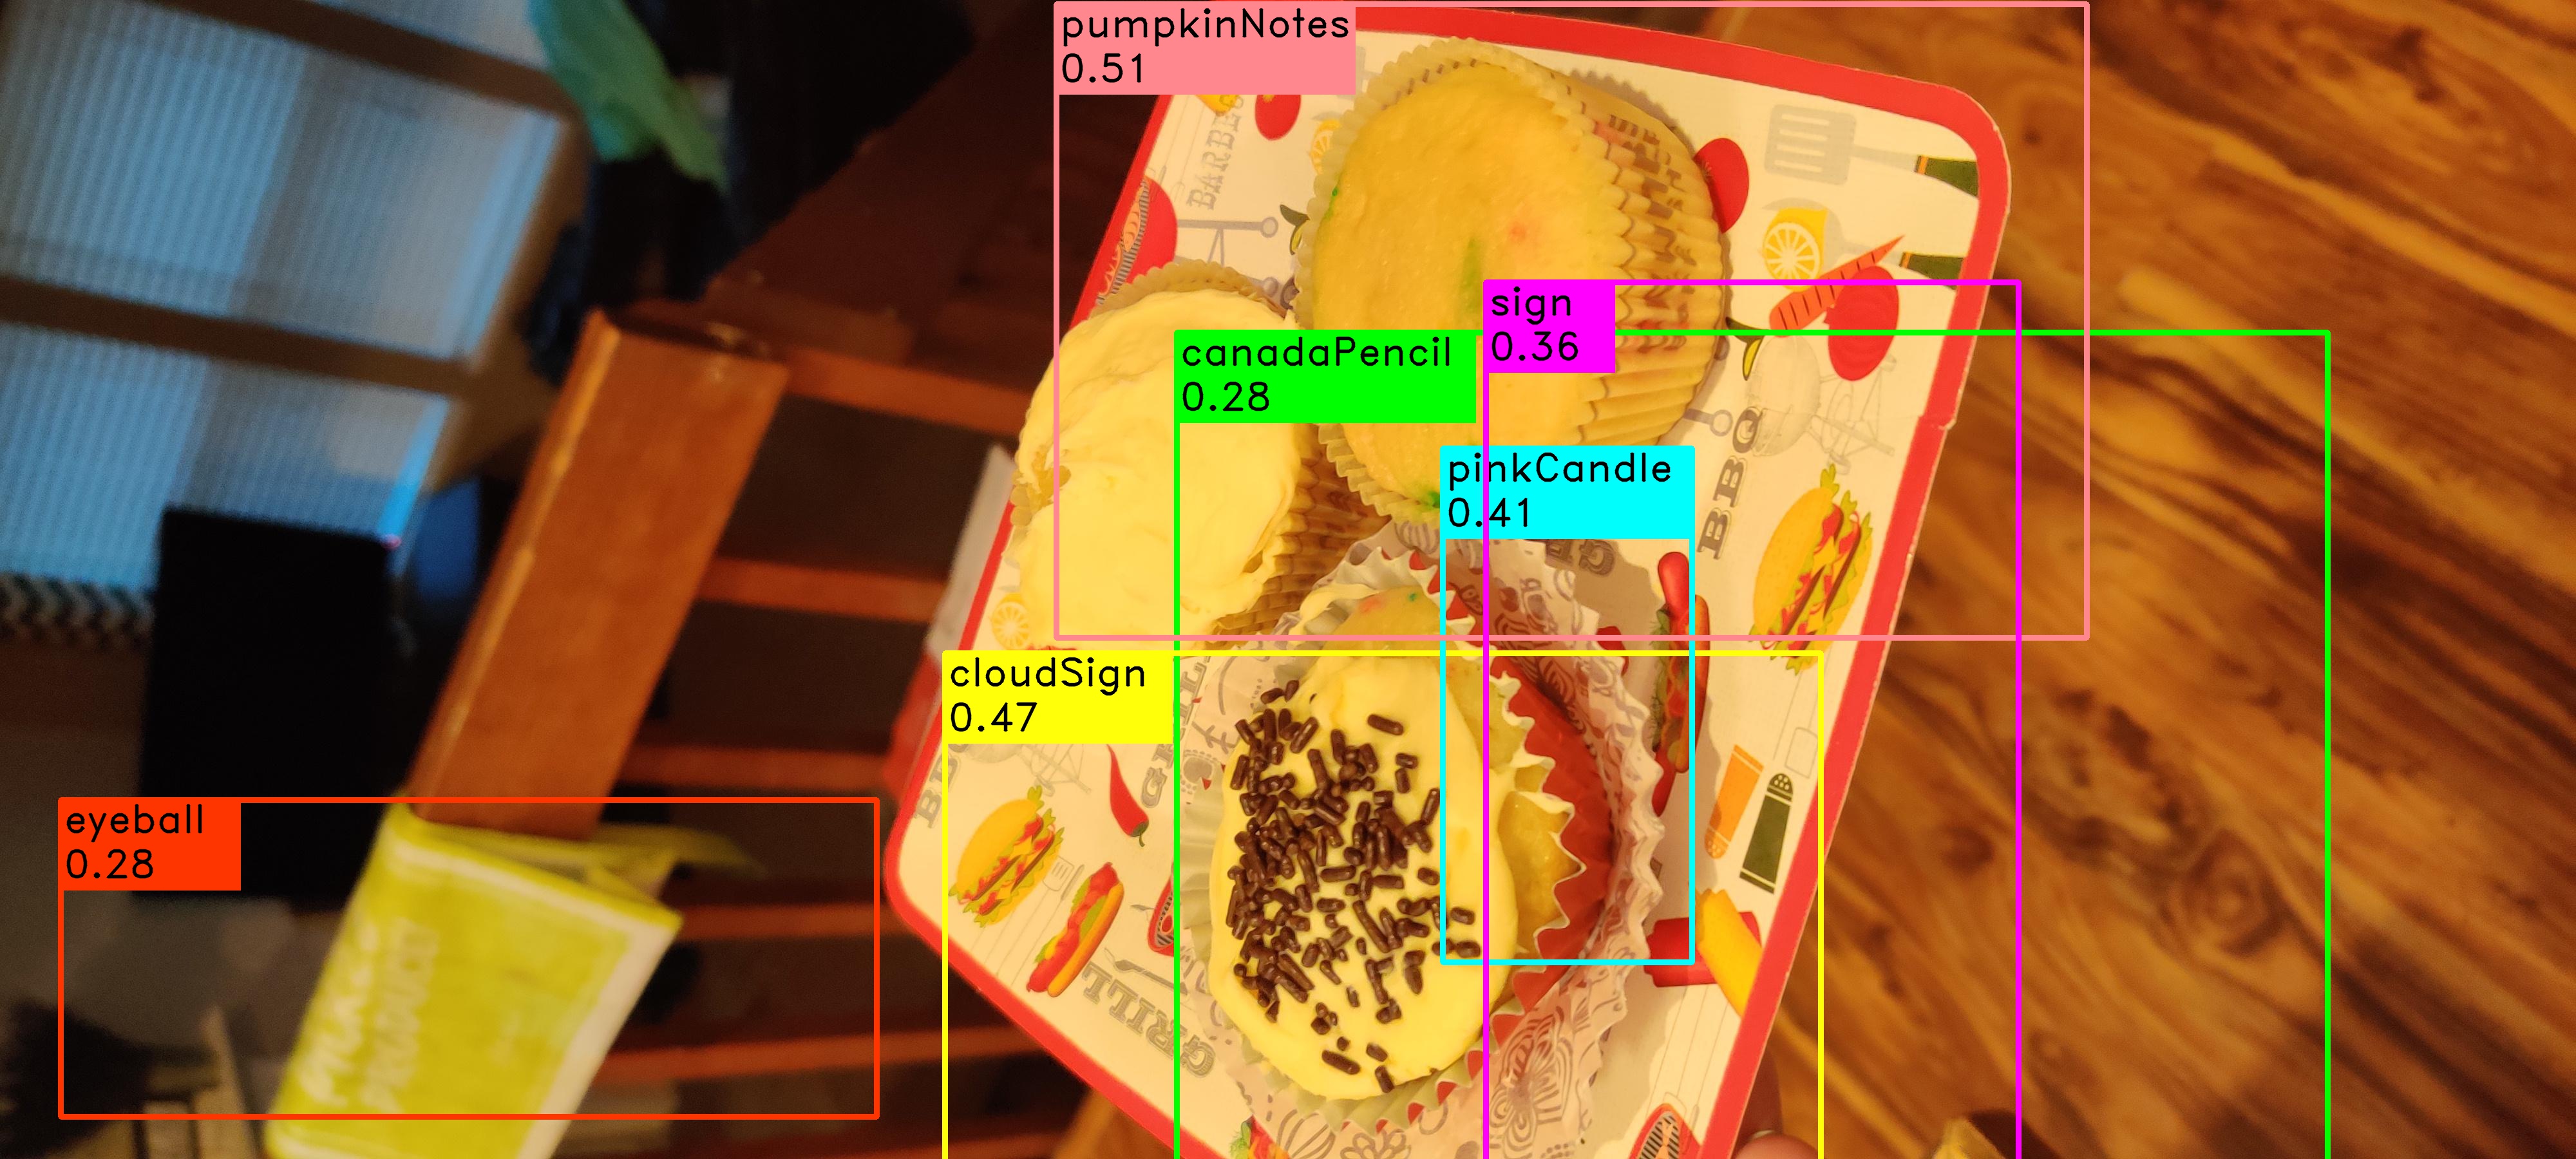 pumpkinNotes
0.51
BARBE
sign
0.36
canadaPencil
0.28
pinkCandle
0.41
BBQ
cloudSign
0.47
eyeball
0.28
GRILL